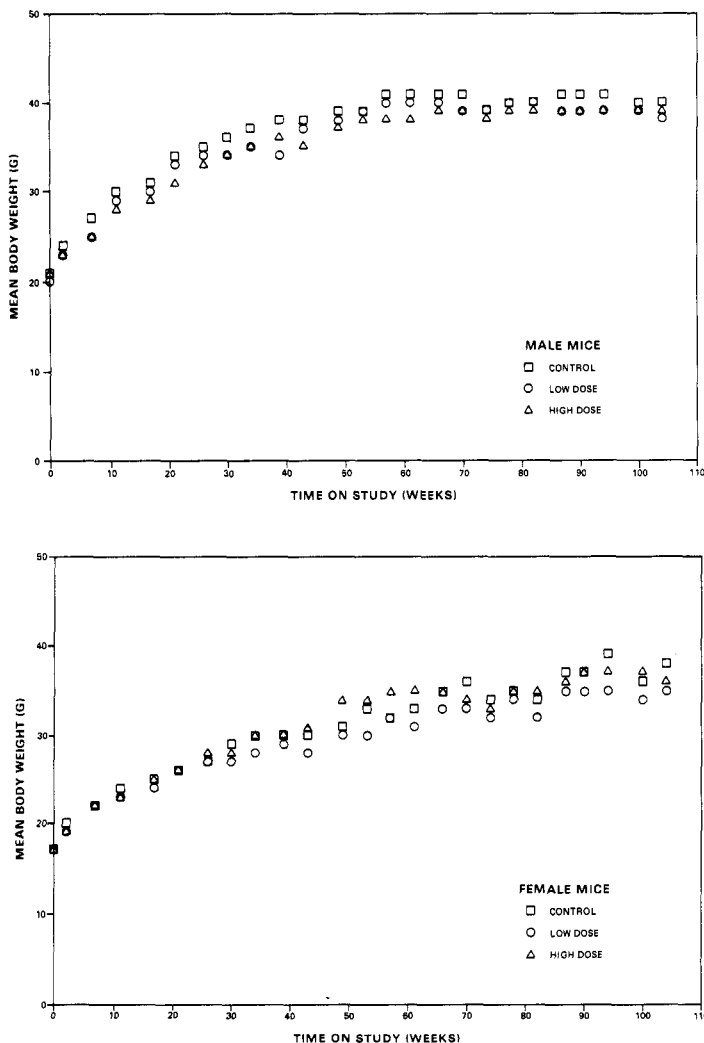 50
40
30
20
10
0
MEAN BODY WEIGHT (G)
MALE MICE
CONTROL
LOW DOSE
HIGH DOSE
0 10 20 30 40 50 60 70 80 90 100 110
TIME ON STUDY (WEEKS)
50
40
30
20
10
0
MEAN BODY WEIGHT (G)
FEMALE MICE
CONTROL
LOW DOSE
HIGH DOSE
0 10 20 30 40 50 60 70 80 90 100
TIME ON STUDY (WEEKS)